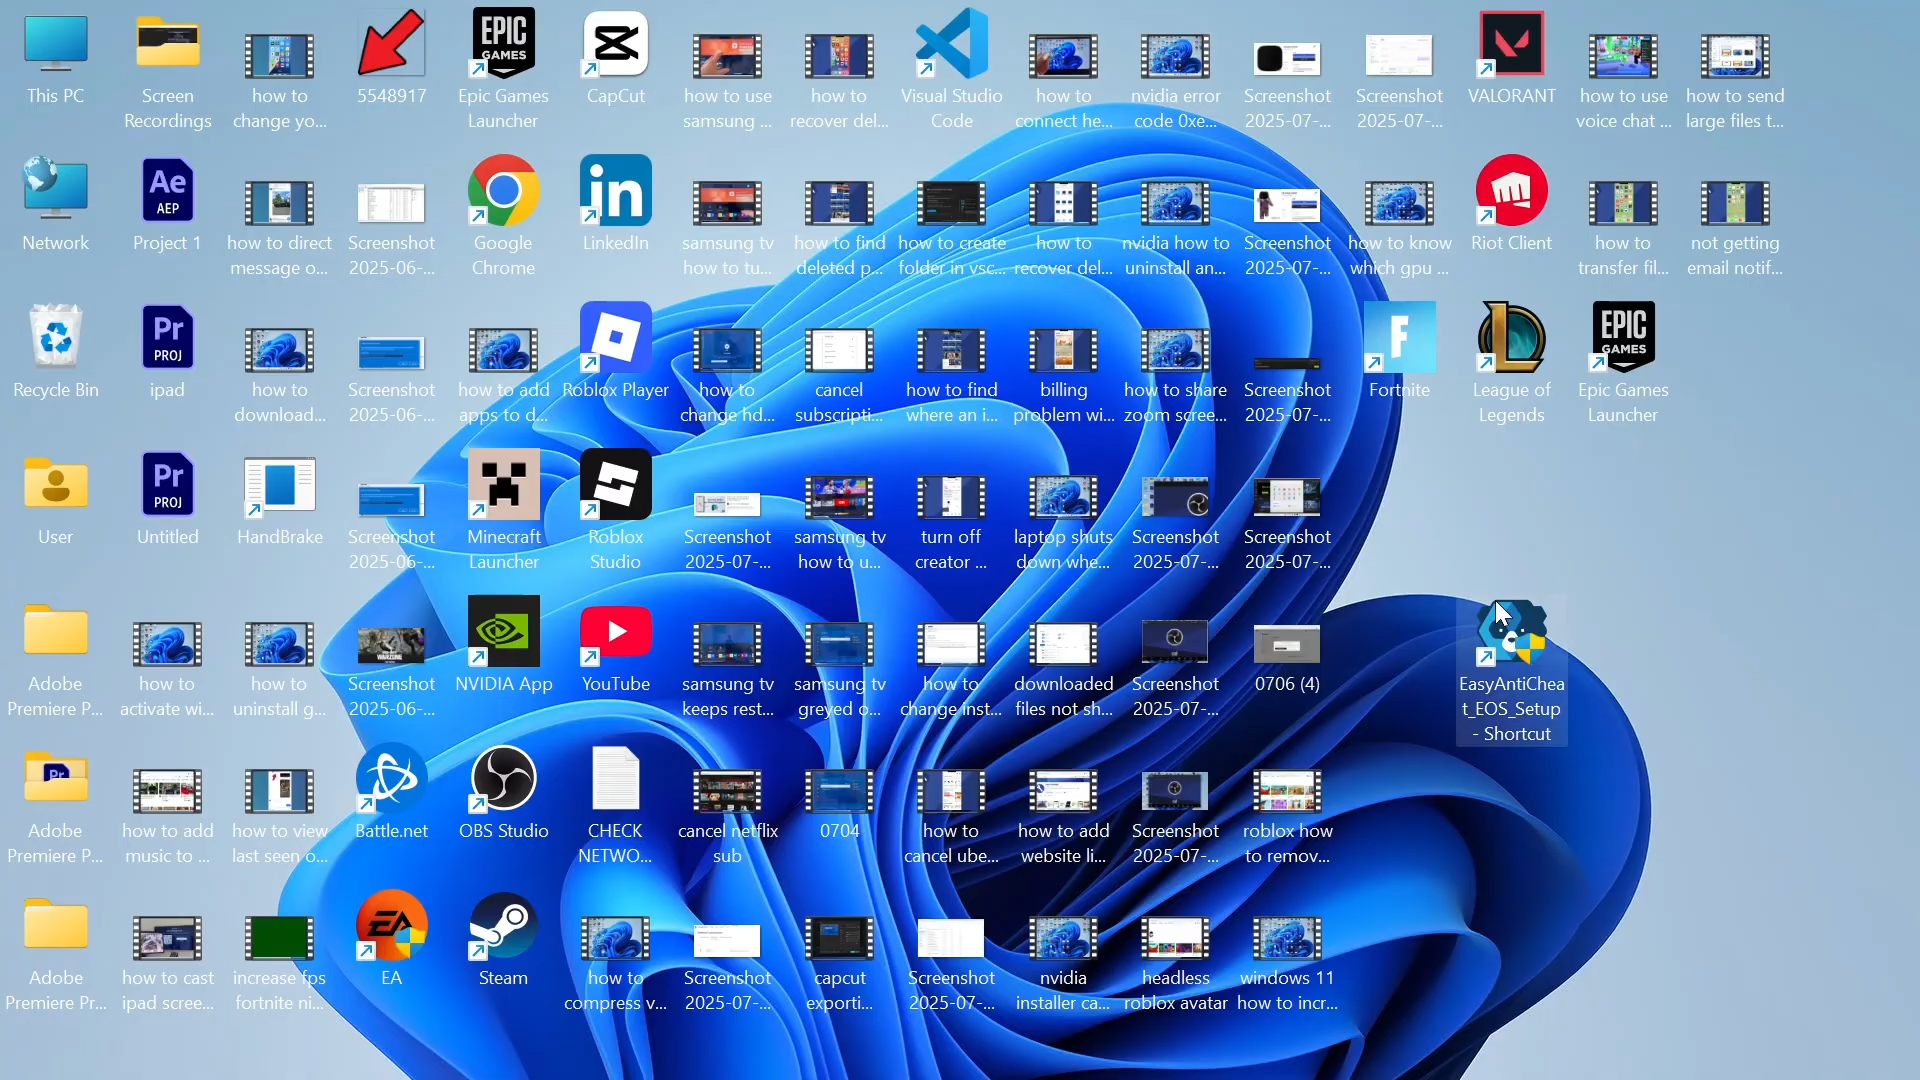 This PC
Screen
Recordings
how to
change yo...
5548917
EPIC
GAMES
Epic Games
Launcher
CapCut
how to use
samsung ...
how to
recover del...
Visual Studio
Code
how to
connect he...
nvidia error
code 0xe...
Screenshot
2025-07-...
Screenshot
2025-07-...
VALORANT
how to use
voice chat ...
how to send
large files t...
Network
Ae
AEP
Project 1
how to direct
message o...
Screenshot
2025-06-...
Google
Chrome
in
LinkedIn
samsung tv
how to tu...
how to find
deleted p...
how to create
folder in vsc...
how to
recover del...
nvidia how to
uninstall an...
Screenshot
2025-07-...
how to know
which gpu ...
Riot Client
how to
transfer fil...
not getting
email notif...
Recycle Bin
Pr
PROJ
ipad
how to
download...
Screenshot
2025-06-...
how to add
apps to d...
Roblox Player
how to
change hd...
cancel
subscripti...
how to find
where an i...
billing
problem wi...
how to share
zoom scree...
Screenshot
2025-07-...
F
Fortnite
L
League of
Legends
EPIC
GAMES
Epic Games
Launcher
User
Pr
PROJ
Untitled
HandBrake
Screenshot
2025-06-...
Minecraft
Launcher
Roblox
Studio
Screenshot
2025-07-...
samsung tv
how to u...
turn off
creator ...
laptop shuts
down whe...
Screenshot
2025-07-...
Screenshot
2025-07-...
Adobe
Premiere P...
how to
activate wi...
how to
uninstall g...
WARZONE
Screenshot
2025-06-...
NVIDIA App
YouTube
samsung tv
keeps rest...
samsung tv
greyed o...
how to
change inst...
downloaded
files not sh...
Screenshot
2025-07-...
0706 (4)
EasyAntiChea
t_EOS_Setup
- Shortcut
Pr
Adobe
Premiere P...
how to add
music to ...
how to view
last seen o...
Battle.net
OBS Studio
CHECK
NETWO...
cancel netflix
sub
0704
how to
cancel ube...
how to add
website li...
Screenshot
2025-07-...
roblox how
to remov...
Adobe
Premiere Pr...
how to cast
ipad scree...
increase fps
fortnite ni...
EA
EA
Steam
how to
compress v...
Screenshot
2025-07-...
capcut
exporti...
Screenshot
2025-07-...
nvidia
installer ca...
headless
roblox avatar
windows 11
how to incr...